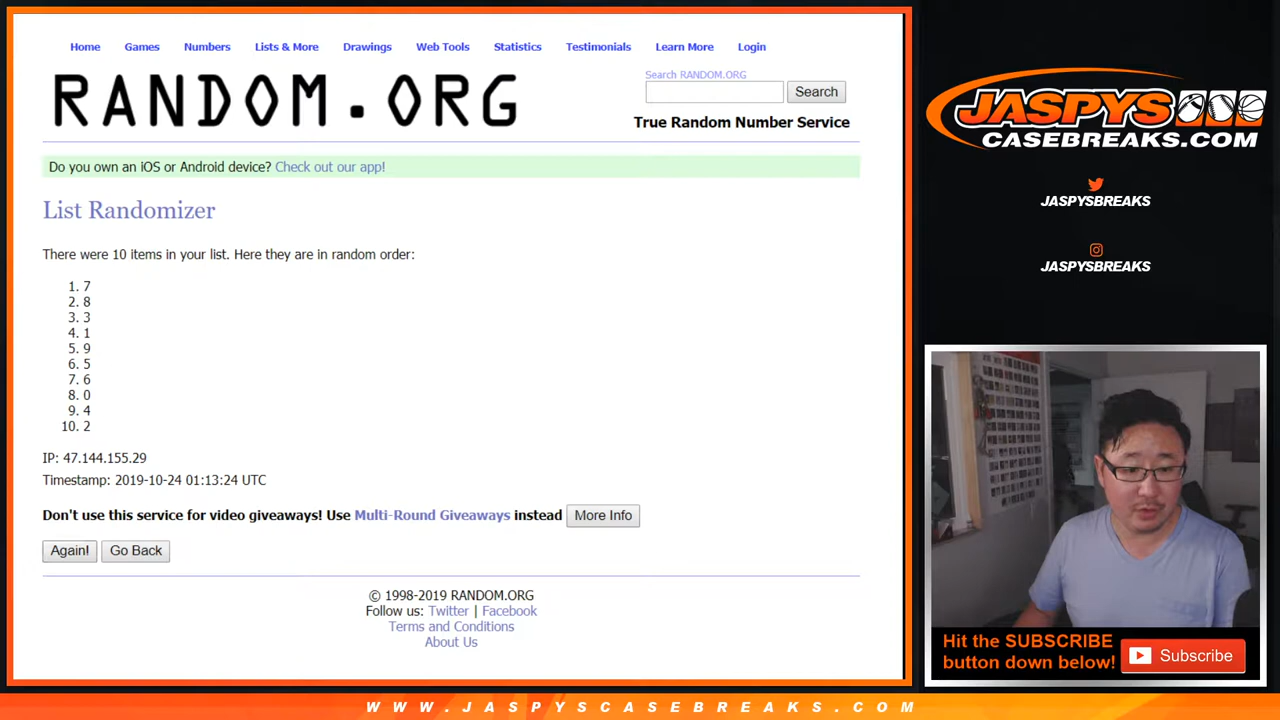 Home Games Numbers Lists & More Drawings Web Tools Statistics Testimonials Learn More Login
RANDOM.ORG
Search RANDOM.ORG
Search
True Random Number Service
Do you own an iOS or Android device? Check out our app!
List Randomizer
There were 10 items in your list. Here they are in random order:
1. 7
2. 8
3. 3
4. 1
5. 9
6. 5
7. 6
8. 0
9. 4
10. 2
IP: 47.144.155.29
Timestamp: 2019-10-24 01:13:24 UTC
Don't use this service for video giveaways! Use Multi-Round Giveaways instead More Info
Again! Go Back
© 1998-2019 RANDOM.ORG
Follow us: Twitter | Facebook
Terms and Conditions
About Us
JASPYS
CASEBREAKS.COM
JASPYSBREAKS
JASPYSBREAKS
Hit the SUBSCRIBE
button down below!
Subscribe
WWW.JASPYSCASEBREAKS.COM